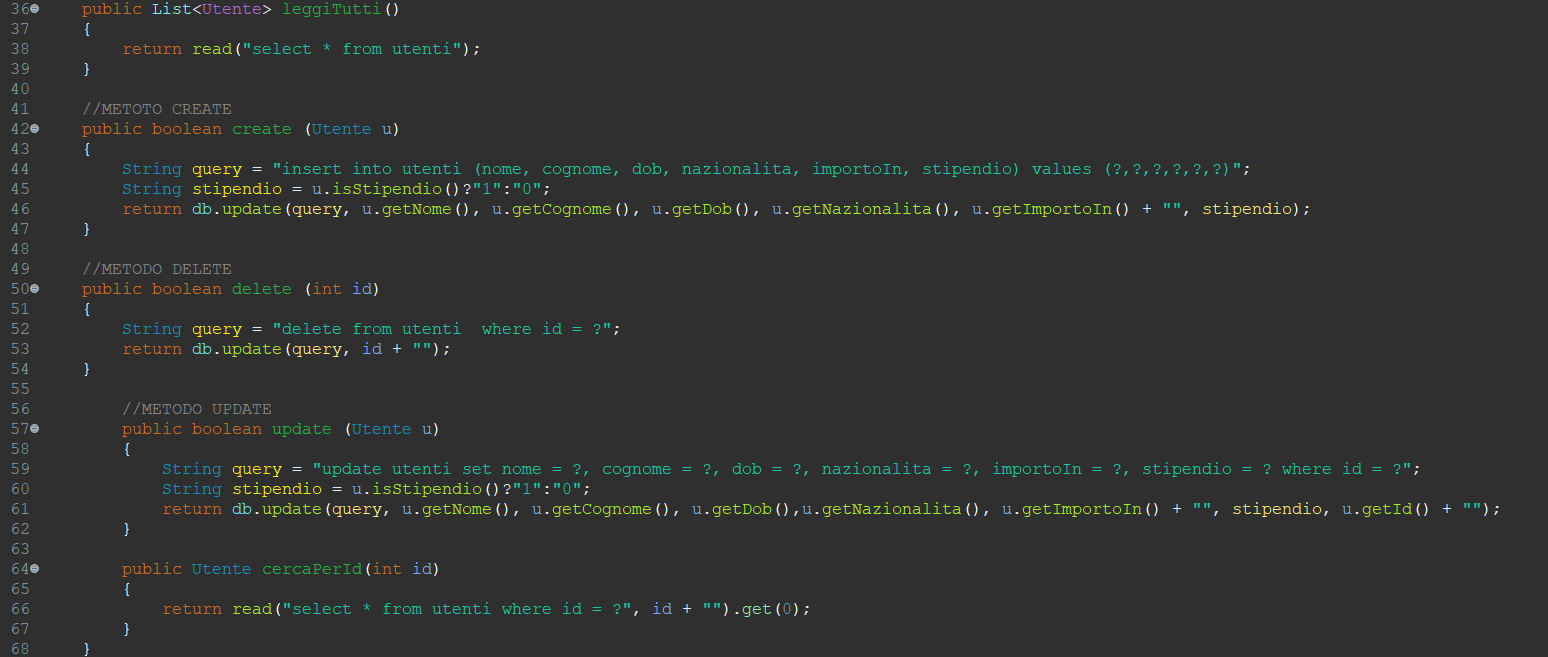 36 public List<Utente> leggiTutti()
37 {
38 return read("select * from utenti");
39 }
40
41 //METOTO CREATE
42 public boolean create (Utente u)
43 {
44 String query = "insert into utenti (nome, cognome, dob, nazionalita, importoIn, stipendio) values (?,?,?,?,?,?)";
45 String stipendio = u.isStipendio()?"1":"0";
46 return db.update(query, u.getNome(), u.getCognome(), u.getDob(), u.getNazionalita(), u.getImportoIn() + "", stipendio);
47 }
48
49 //METODO DELETE
50 public boolean delete (int id)
51 {
52 String query = "delete from utenti  where id = ?";
53 return db.update(query, id + "");
54 }
55
56 //METODO UPDATE
57 public boolean update (Utente u)
58 {
59 String query = "update utenti set nome = ?, cognome = ?, dob = ?, nazionalita = ?, importoIn = ?, stipendio = ? where id = ?";
60 String stipendio = u.isStipendio()?"1":"0";
61 return db.update(query, u.getNome(), u.getCognome(), u.getDob(),u.getNazionalita(), u.getImportoIn() + "", stipendio, u.getId() + "");
62 }
63
64 public Utente cercaPerId(int id)
65 {
66 return read("select * from utenti where id = ?", id + "").get(0);
67 }
68 }